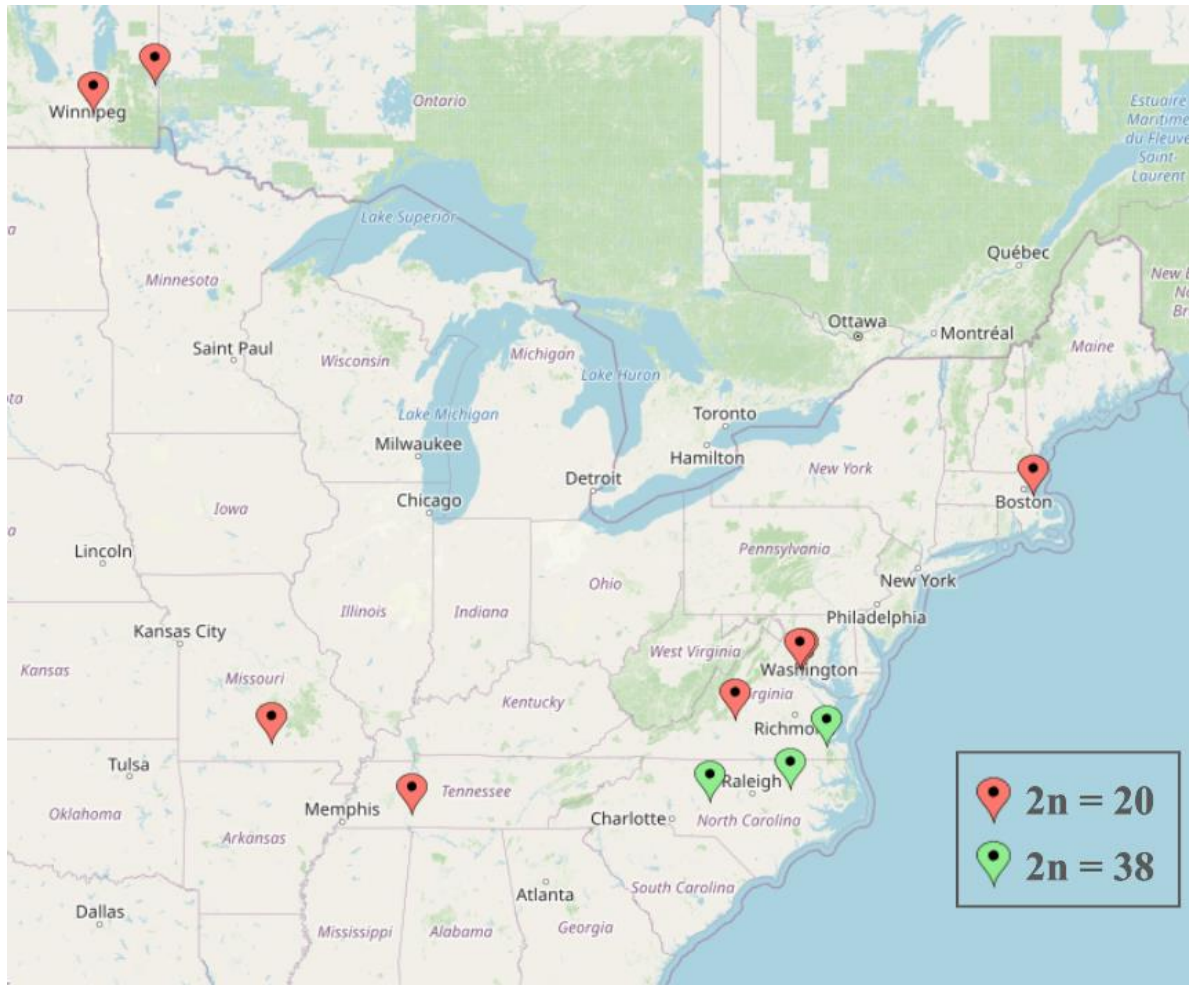 Winnipeg
Ontario
Estuaire
Maritime
du Fleuve
Saint-
Laurent
Lake Superior
Québec
Minnesota
Ottawa
Montréal
Saint Paul
Wisconsin
Michigan
Maine
Lake Huron
Lake Michigan
Toronto
Milwaukee
Hamilton
New York
Detroit
Chicago
Boston
Iowa
Lincoln
Pennsylvania
New York
Ohio
Illinois
Indiana
Philadelphia
Kansas City
West Virginia
Kansas
Missouri
Washington
Kentucky
rginia
Richmo
Tulsa
Raleigh
Tennessee
Oklahoma
Memphis
Charlotte
North Carolina
Arkansas
2n = 20
2n = 38
Atlanta
South Carolina
Dallas
Mississippi
Alabama
Georgia